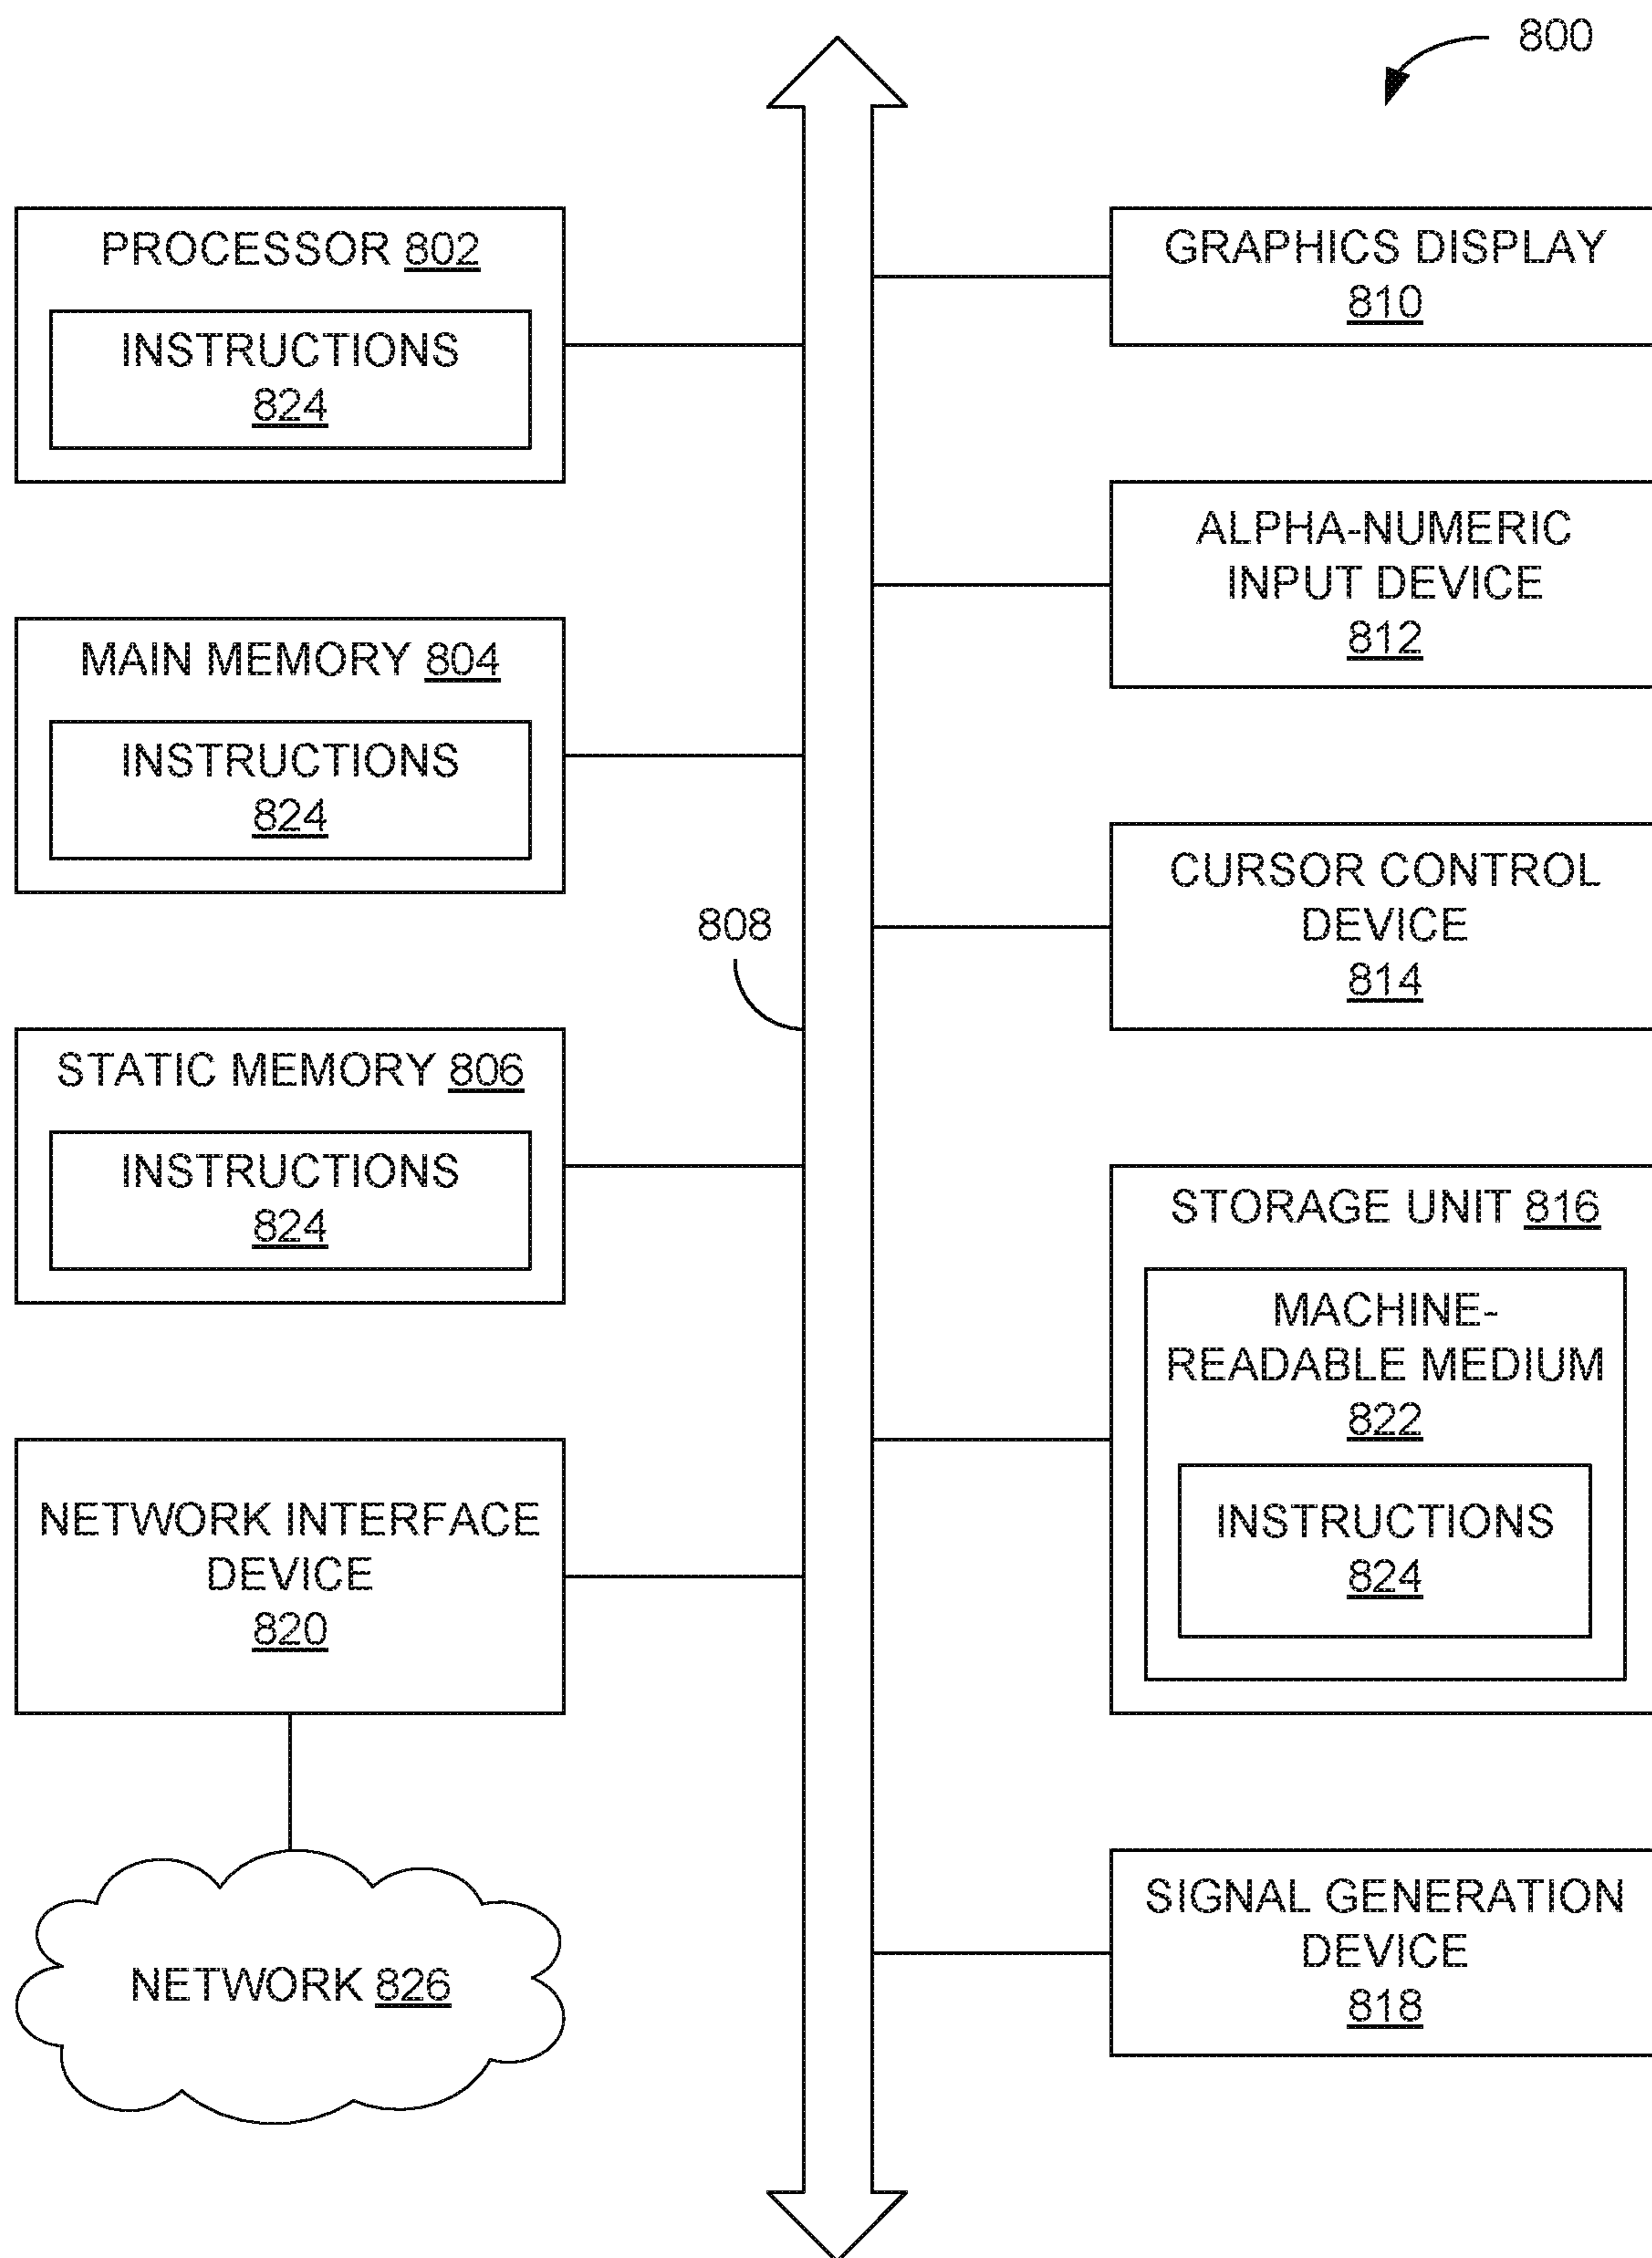 800
PROCESSOR 802
INSTRUCTIONS
824
MAIN MEMORY 804
INSTRUCTIONS
824
808
STATIC MEMORY 806
INSTRUCTIONS
824
NETWORK INTERFACE
DEVICE
820
NETWORK 826
GRAPHICS DISPLAY
810
ALPHA-NUMERIC
INPUT DEVICE
812
CURSOR CONTROL
DEVICE
814
STORAGE UNIT 816
MACHINE-
READABLE MEDIUM
822
INSTRUCTIONS
824
SIGNAL GENERATION
DEVICE
818